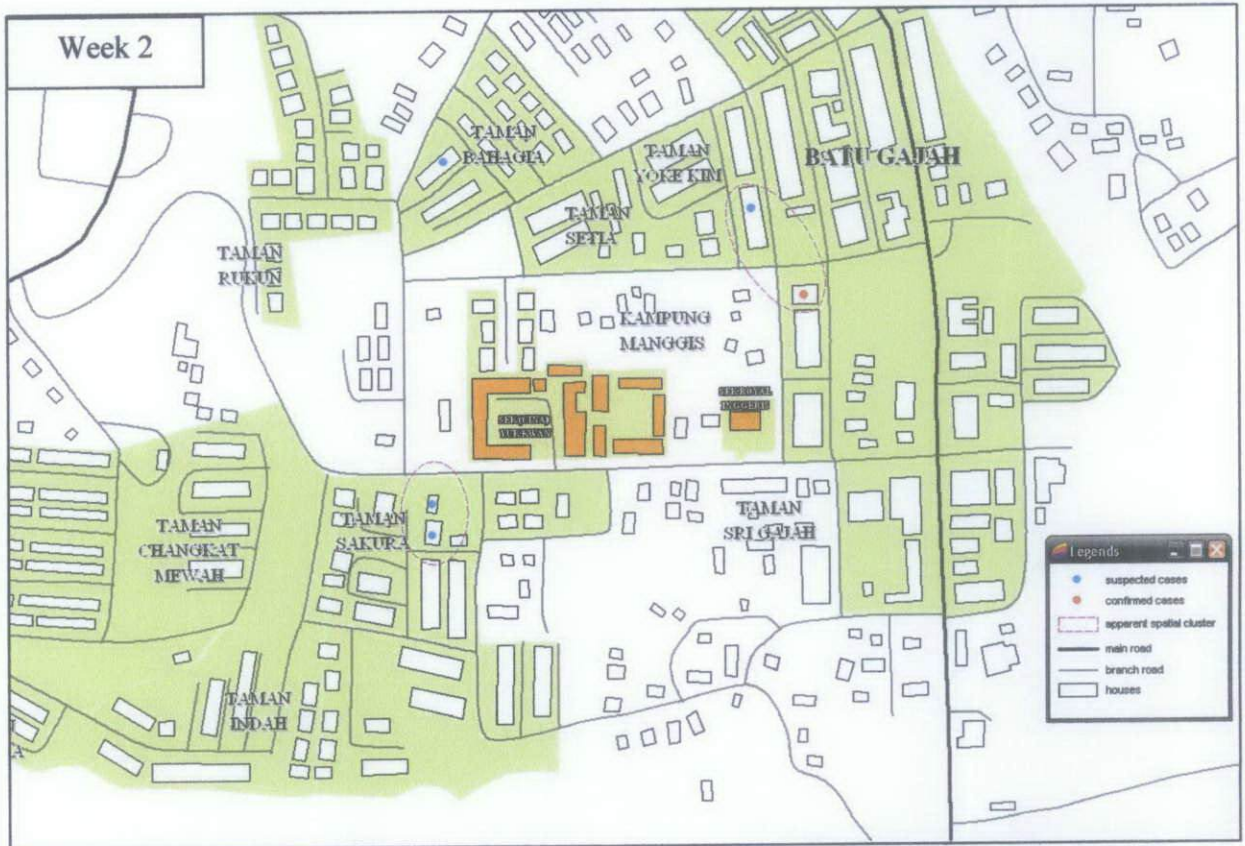 Week 2
TAMAN
BAHAGIA
TAMAN
YOKE KIM
BATU GAJAH
TAMAN
SETIA
TAMAN
RUKUN
KAMPUNG
MANGGIS
TAMAN
SAKURA
TAMAN
SRI GAJAH
TAMAN
CHANGKAT
MEWAH
TAMAN
INDAH
A
Legends
suspected cases
confirmed cases
apparent spatial cluster
main road
branch road
houses